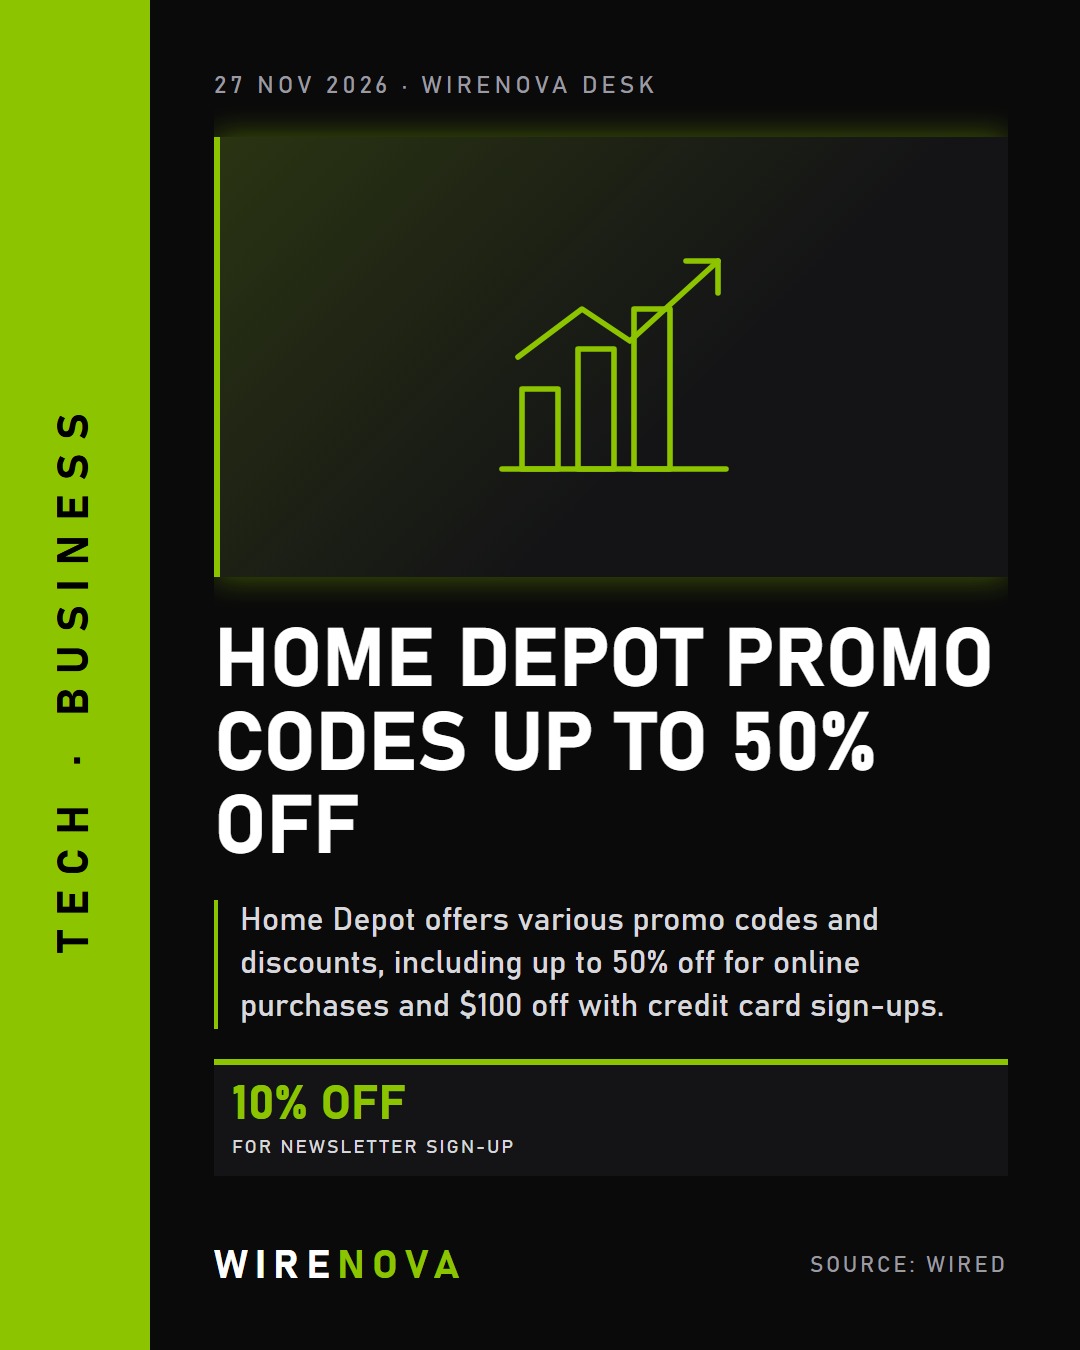 TECH · BUSINESS
27 NOV 2026 · WIRENOVA DESK
HOME DEPOT PROMO
CODES UP TO 50%
OFF
Home Depot offers various promo codes and
discounts, including up to 50% off for online
purchases and $100 off with credit card sign-ups.
10% OFF
FOR NEWSLETTER SIGN-UP
WIRENOVA
SOURCE: WIRED